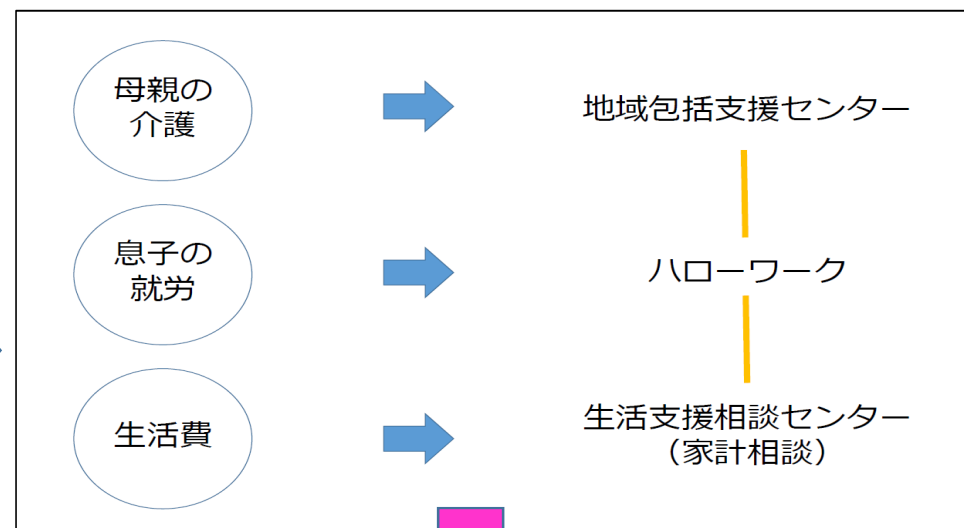 母親の
介護
地域包括支援センター
息子の
就労
ハローワーク
生活費
生活支援相談センター
（家計相談）